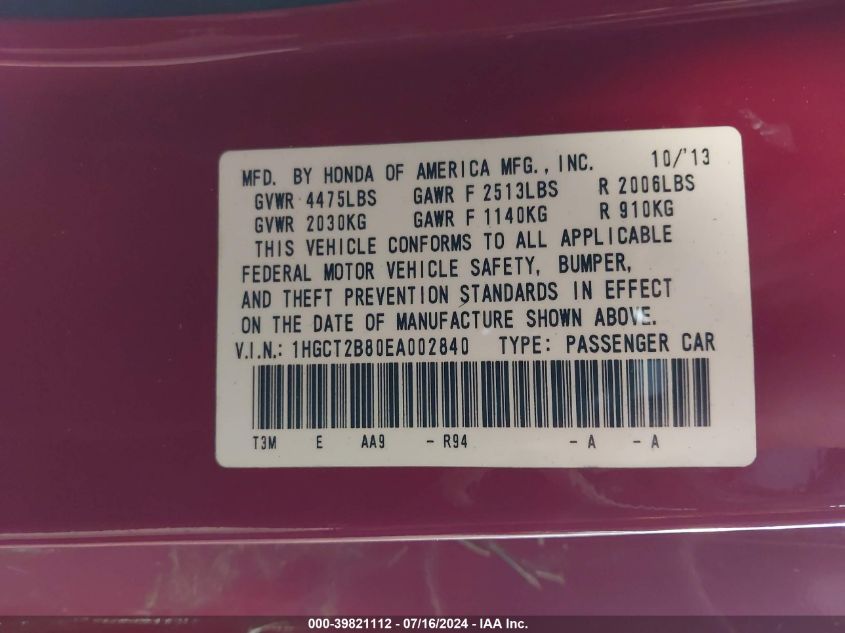 MFD. BY HONDA OF AMERICA MFG., INC. 10/'13
GVWR 4475LBS GAWR F 2513LBS R 2006LBS
GVWR 2030KG GAWR F 1140KG R 910KG
THIS VEHICLE CONFORMS TO ALL APPLICABLE
FEDERAL MOTOR VEHICLE SAFETY, BUMPER,
AND THEFT PREVENTION STANDARDS IN EFFECT
ON THE DATE OF MANUFACTURE SHOWN ABOVE.
V.I.N.: 1HGCT2B80EA002840 TYPE: PASSENGER CAR
T3M E AA9 - R94 - A - A
000-39821112 - 07/16/2024 - IAA Inc.